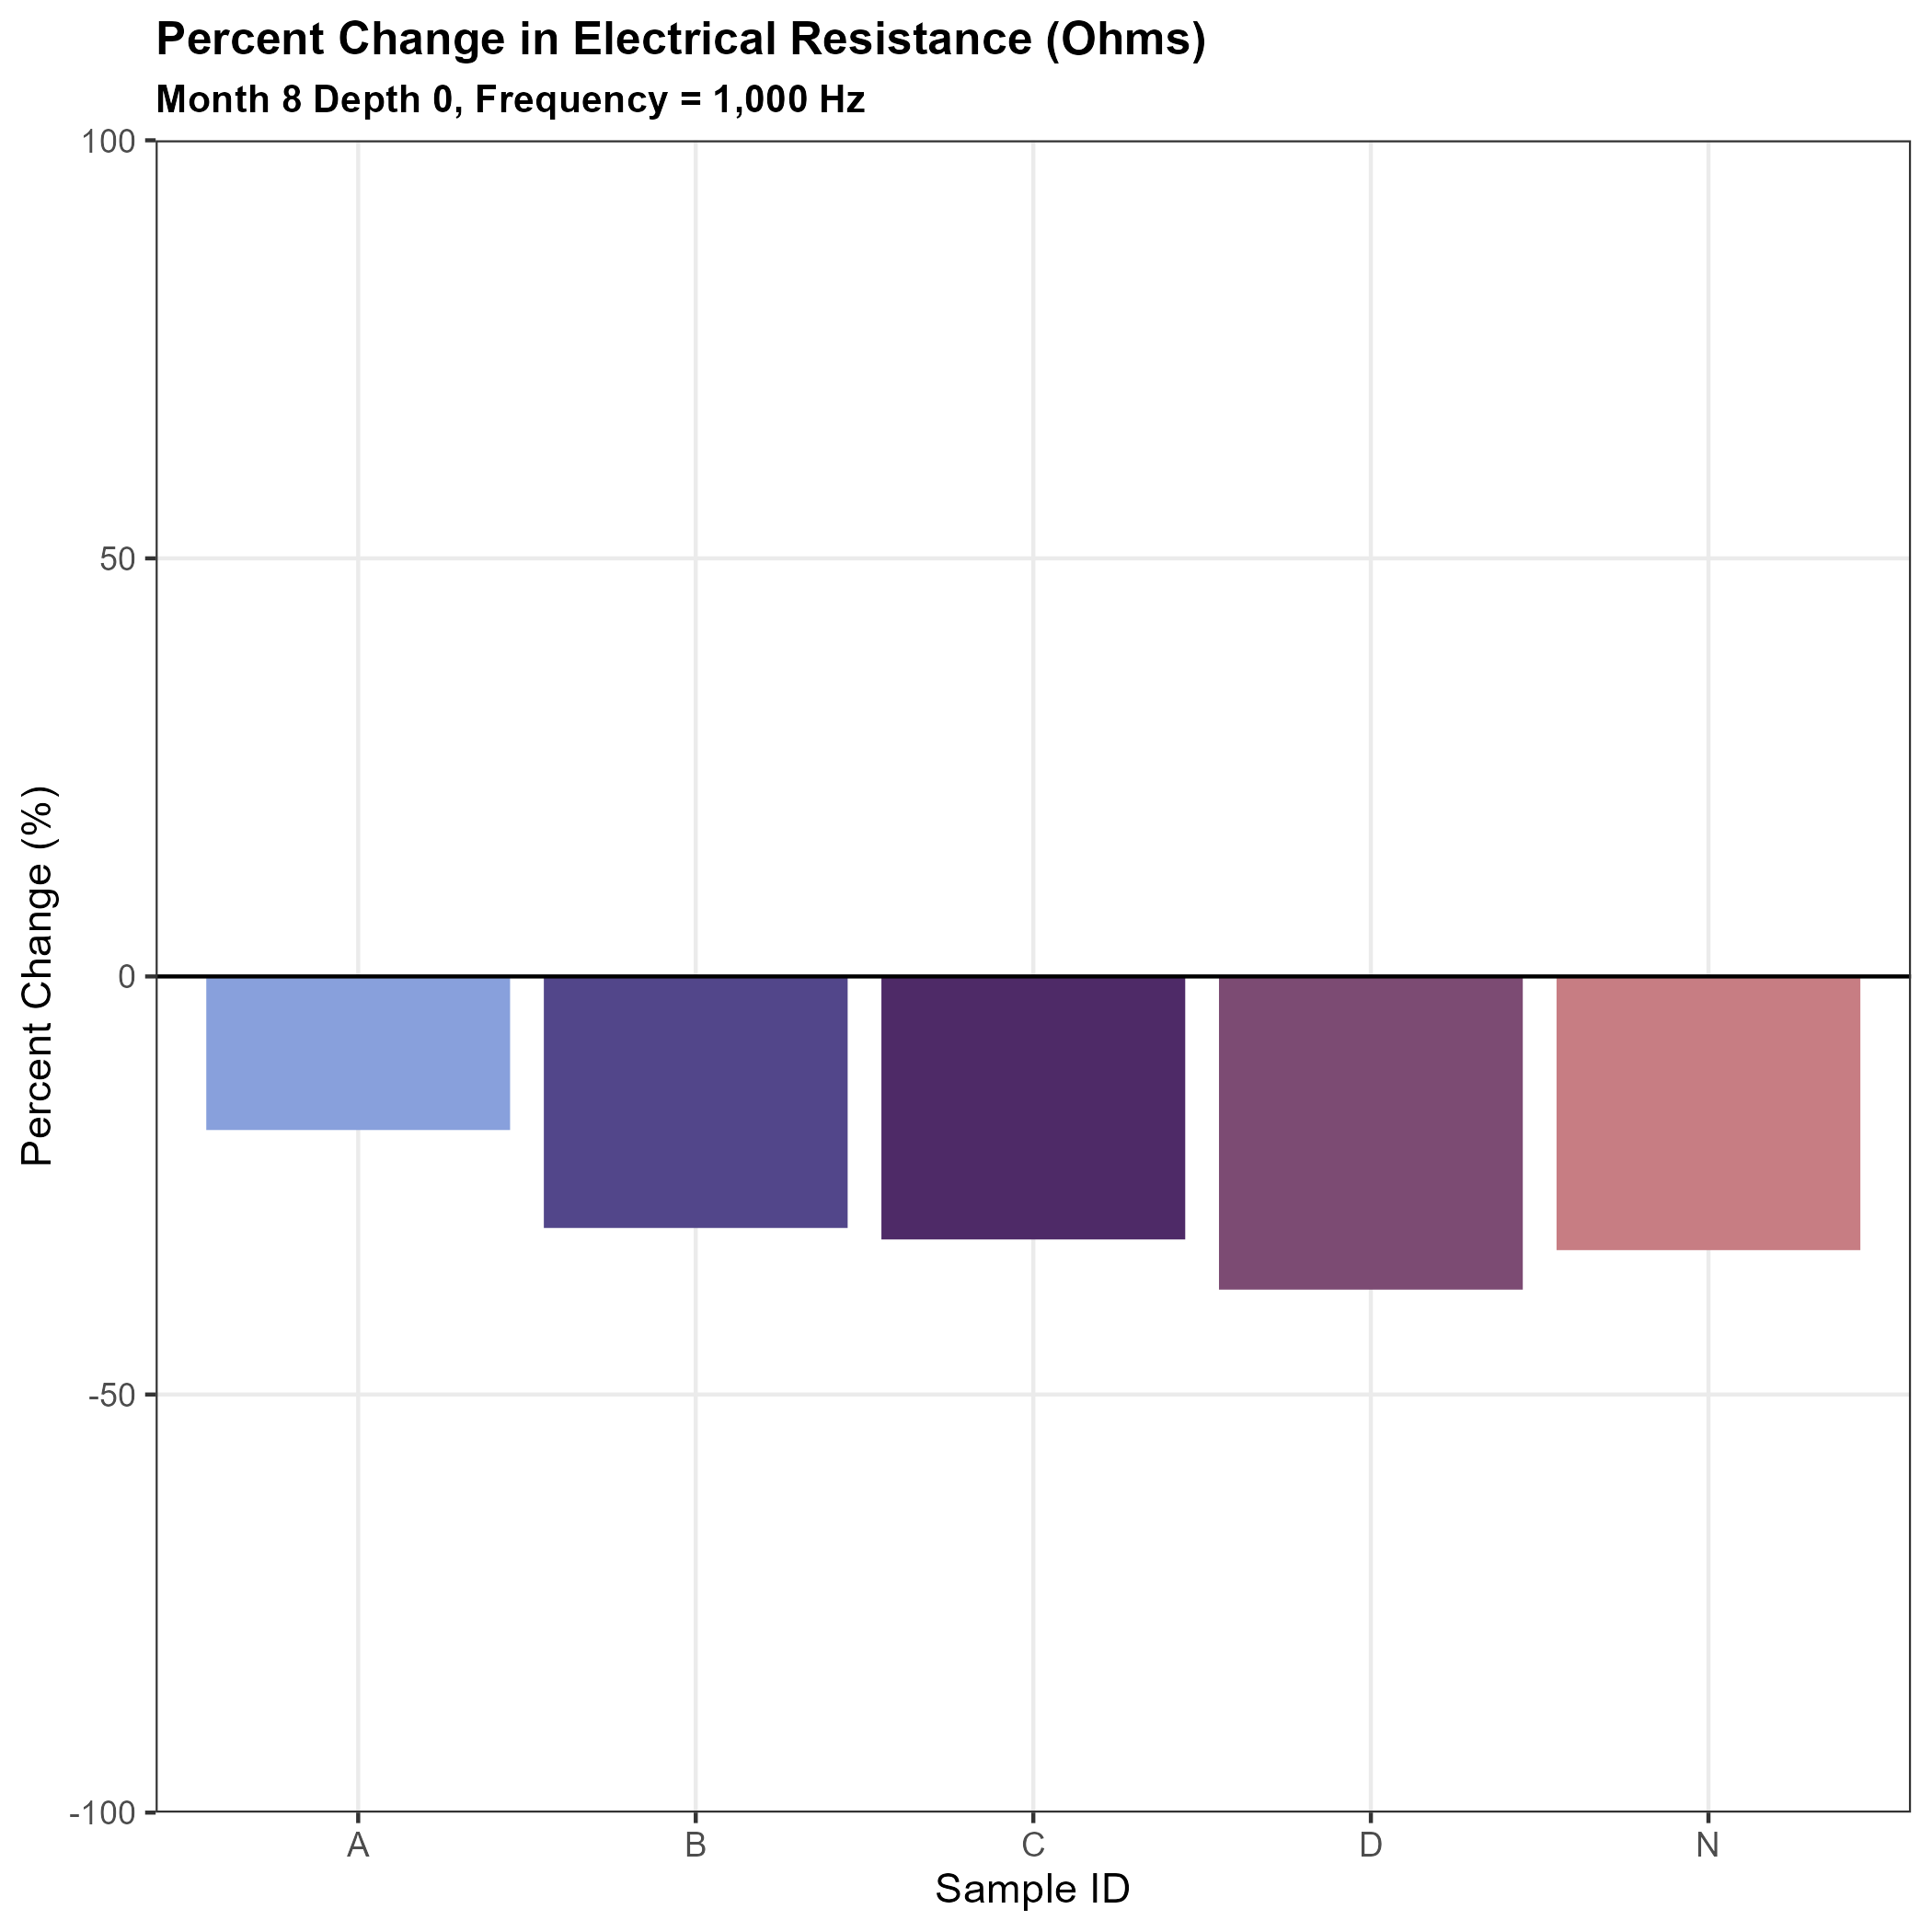 Percent Change in Electrical Resistance (Ohms)
Month 8 Depth 0, Frequency = 1,000 Hz
Percent Change (%)
100
50
0
-50
-100
A B C D N
Sample ID